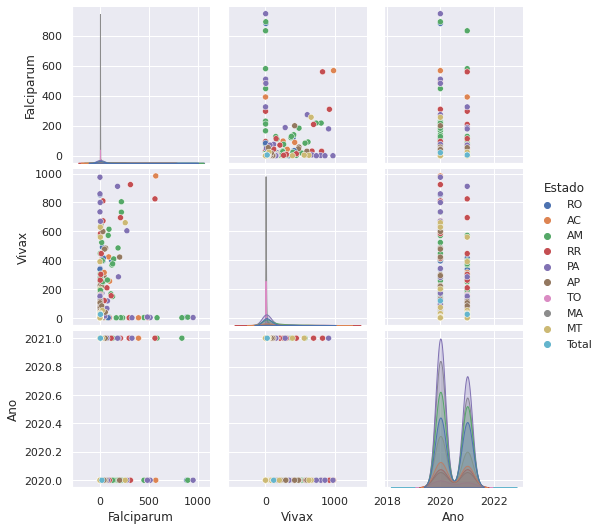 800
600
400
200
0
Falciparum
1000
800
600
400
200
0
Vivax
2021.0
2020.8
2020.6
2020.4
2020.2
2020.0
Ano
0 500 1000
Falciparum
0 1000
Vivax
2018 2020 2022
Ano
Estado
RO
AC
AM
RR
PA
AP
TO
MA
MT
Total